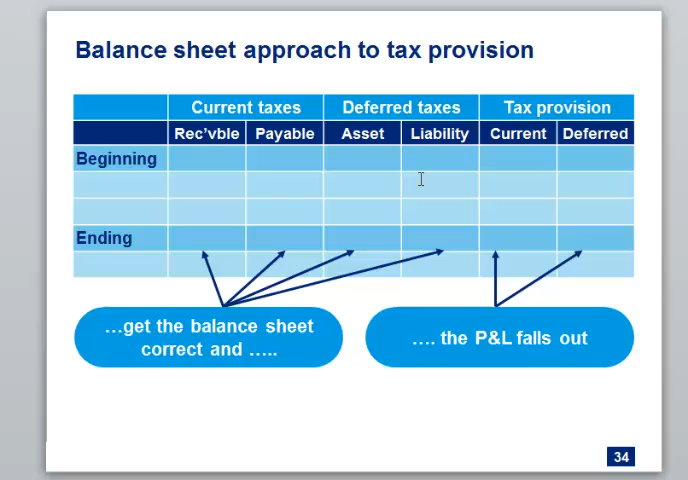 Balance sheet approach to tax provision
Current taxes Deferred taxes Tax provision
Rec'vble Payable Asset Liability Current Deferred
Beginning
Ending
…get the balance sheet
correct and …..
…. the P&L falls out
34